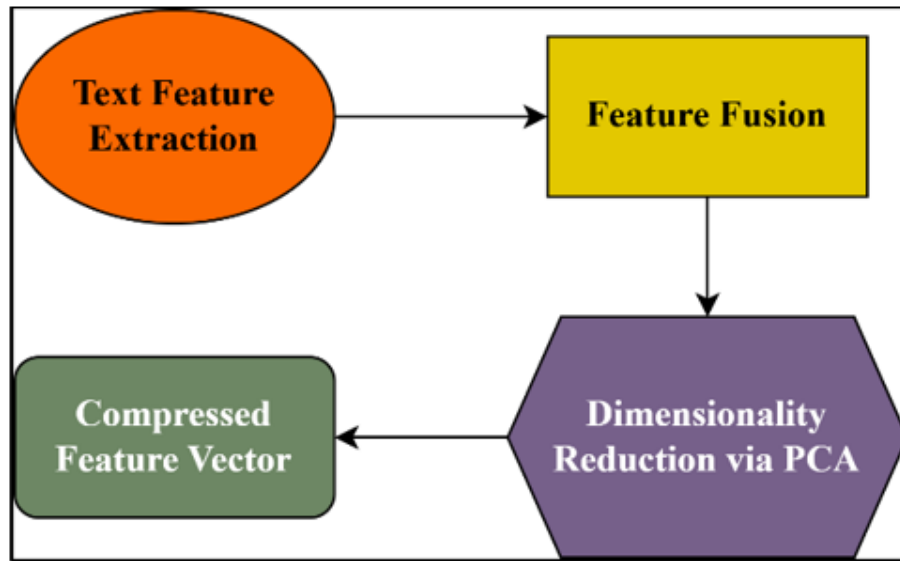 Text Feature
Extraction
Feature Fusion
Dimensionality
Reduction via PCA
Compressed
Feature Vector